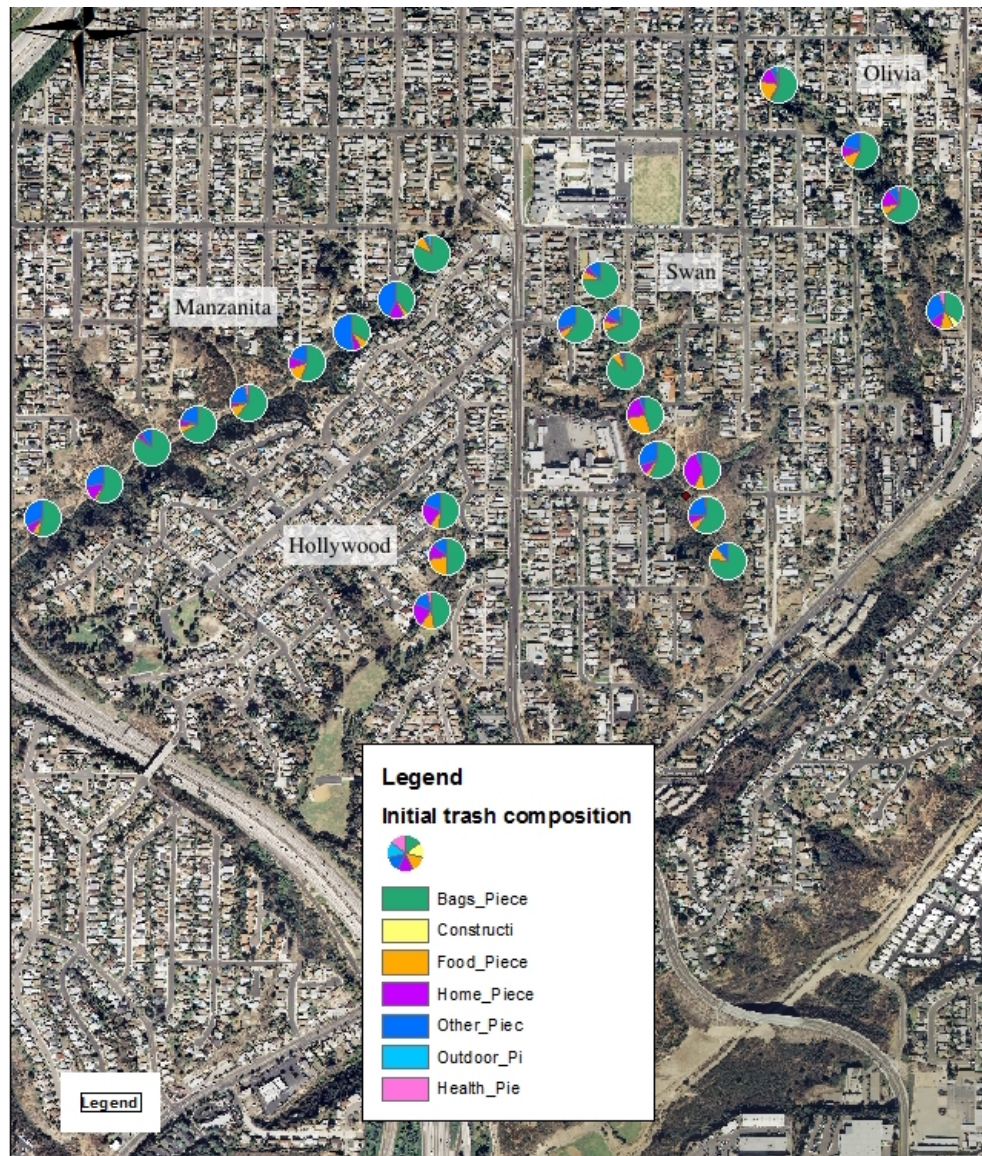 Olivia
Swan
Manzanita
Hollywood
Legend
Initial trash composition
Bags_Piece
Constructi
Food_Piece
Home_Piece
Other_Piec
Outdoor_Pi
Health_Pie
Legend